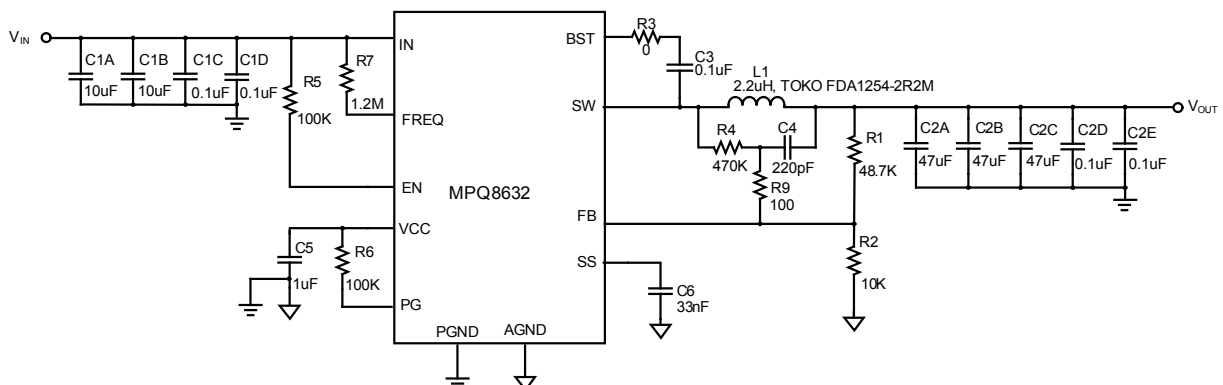 V IN
C1A
10uF
C1B
10uF
C1C
0.1uF
C1D
0.1uF
R5
100K
R7
1.2M
IN
FREQ
EN
VCC
PG
PGND
AGND
MPQ8632
BST
SW
FB
SS
C5
1uF
R6
100K
R3
0
C3
0.1uF
L1
2.2uH, TOKO FDA1254-2R2M
R4
470K
C4
220pF
R9
100
R1
48.7K
R2
10K
C6
33nF
C2A
47uF
C2B
47uF
C2C
47uF
C2D
0.1uF
C2E
0.1uF
VOUT